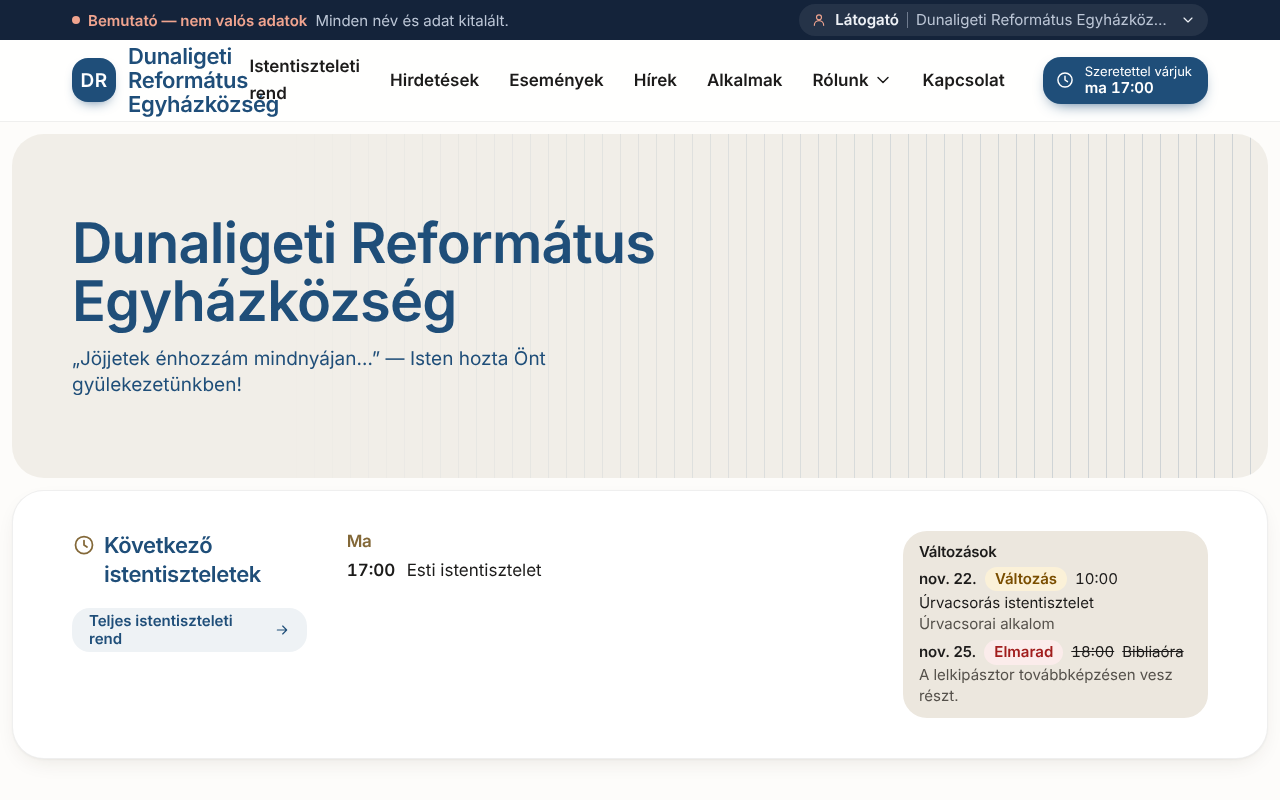 Bemutató — nem valós adatok Minden név és adat kitalált.
Látogató Dunaligeti Református Egyházköz...
DR
Dunaligeti
Református
Egyházközség
Istentiszteleti
rend
Hirdetések Események Hírek Alkalmak Rólunk Kapcsolat
Szeretettel várjuk
ma 17:00
Dunaligeti Református
Egyházközség
„Jöjjetek énhozzám mindnyájan…” — Isten hozta Önt
gyülekezetünkben!
Következő
istentiszteletek
Teljes istentiszteleti
rend
Ma
17:00 Esti istentisztelet
Változások
nov. 22. Változás 10:00
Úrvacsorás istentisztelet
Úrvacsorai alkalom
nov. 25. Elmarad 18:00 Bibliaóra
A lelkipásztor továbbképzésen vesz
részt.